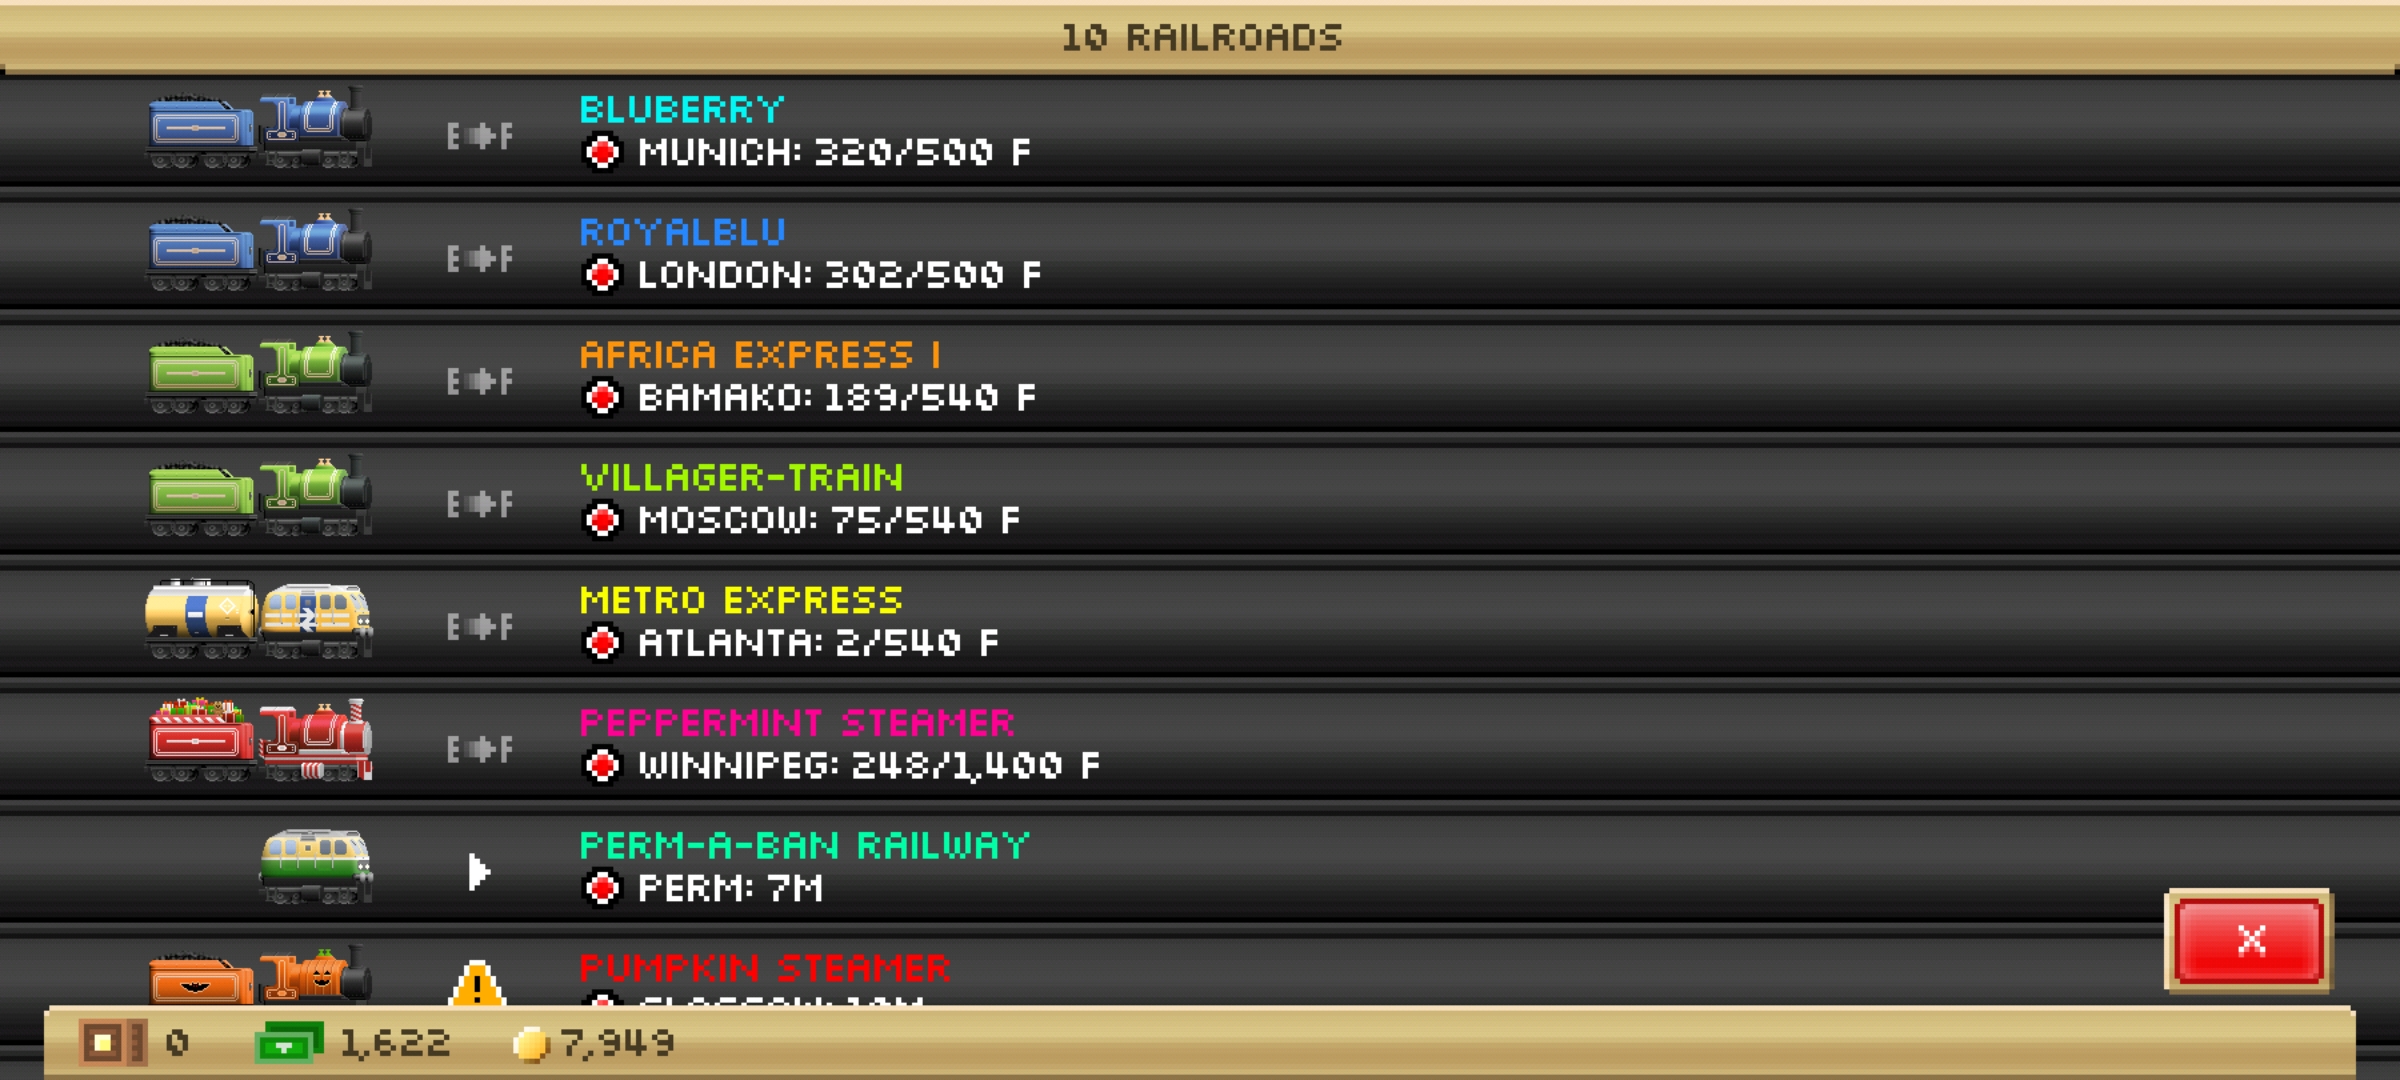 10 RAILROADS
BLUBERRY
E F
MUNICH: 320/500 F
ROYALBLU
E F
LONDON: 302/500 F
AFRICA EXPRESS I
E F
BAMAKO: 189/540 F
VILLAGER-TRAIN
E F
MOSCOW: 75/540 F
METRO EXPRESS
E F
ATLANTA: 2/540 F
PEPPERMINT STEAMER
E F
WINNIPEG: 248/1,400 F
PERM-A-BAN RAILWAY
PERM: 7M
PUMPKIN STEAMER
X
0 1,622 7,949